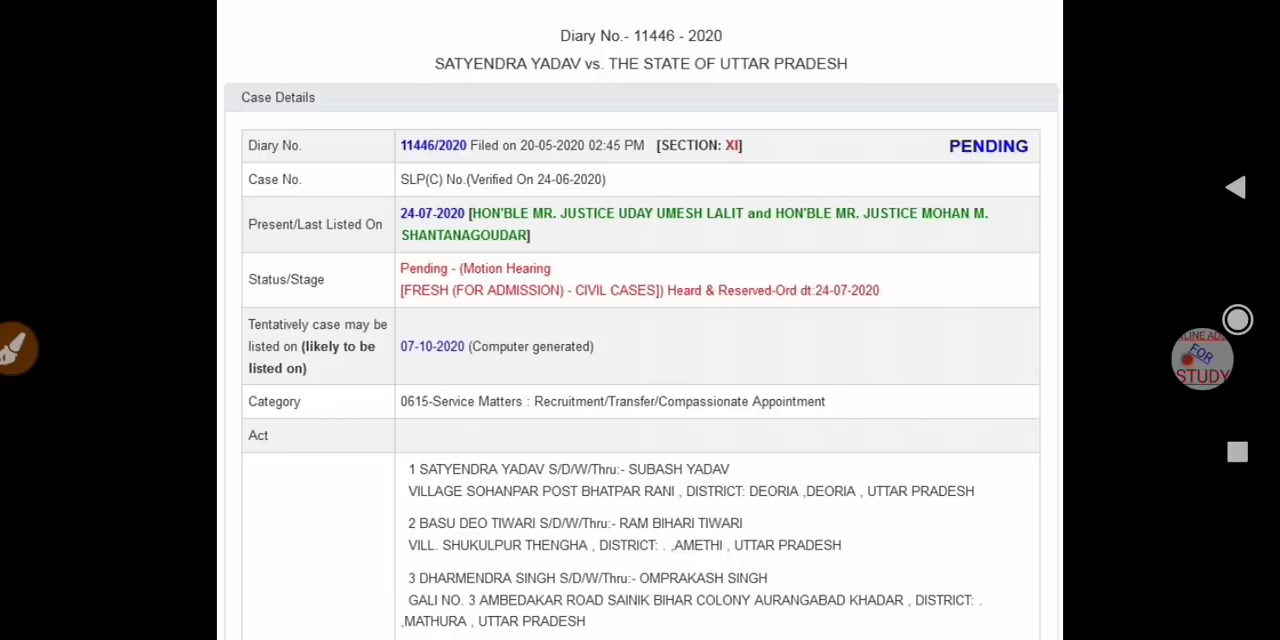 Diary No.- 11446 - 2020
SATYENDRA YADAV vs. THE STATE OF UTTAR PRADESH
Case Details
Diary No. 11446/2020 Filed on 20-05-2020 02:45 PM [SECTION: XI] PENDING
Case No. SLP(C) No.(Verified On 24-06-2020)
Present/Last Listed On 24-07-2020 [HON'BLE MR. JUSTICE UDAY UMESH LALIT and HON'BLE MR. JUSTICE MOHAN M.
SHANTANAGOUDAR]
Status/Stage Pending - (Motion Hearing
[FRESH (FOR ADMISSION) - CIVIL CASES]) Heard & Reserved-Ord dt:24-07-2020
Tentatively case may be
listed on (likely to be
listed on) 07-10-2020 (Computer generated)
Category 0615-Service Matters : Recruitment/Transfer/Compassionate Appointment
Act
1 SATYENDRA YADAV S/D/W/Thru:- SUBASH YADAV
VILLAGE SOHANPAR POST BHATPAR RANI , DISTRICT: DEORIA ,DEORIA , UTTAR PRADESH
2 BASU DEO TIWARI S/D/W/Thru:- RAM BIHARI TIWARI
VILL. SHUKULPUR THENGHA , DISTRICT: . ,AMETHI , UTTAR PRADESH
3 DHARMENDRA SINGH S/D/W/Thru:- OMPRAKASH SINGH
GALI NO. 3 AMBEDAKAR ROAD SAINIK BIHAR COLONY AURANGABAD KHADAR , DISTRICT: .
,MATHURA , UTTAR PRADESH
FOR
STUDY